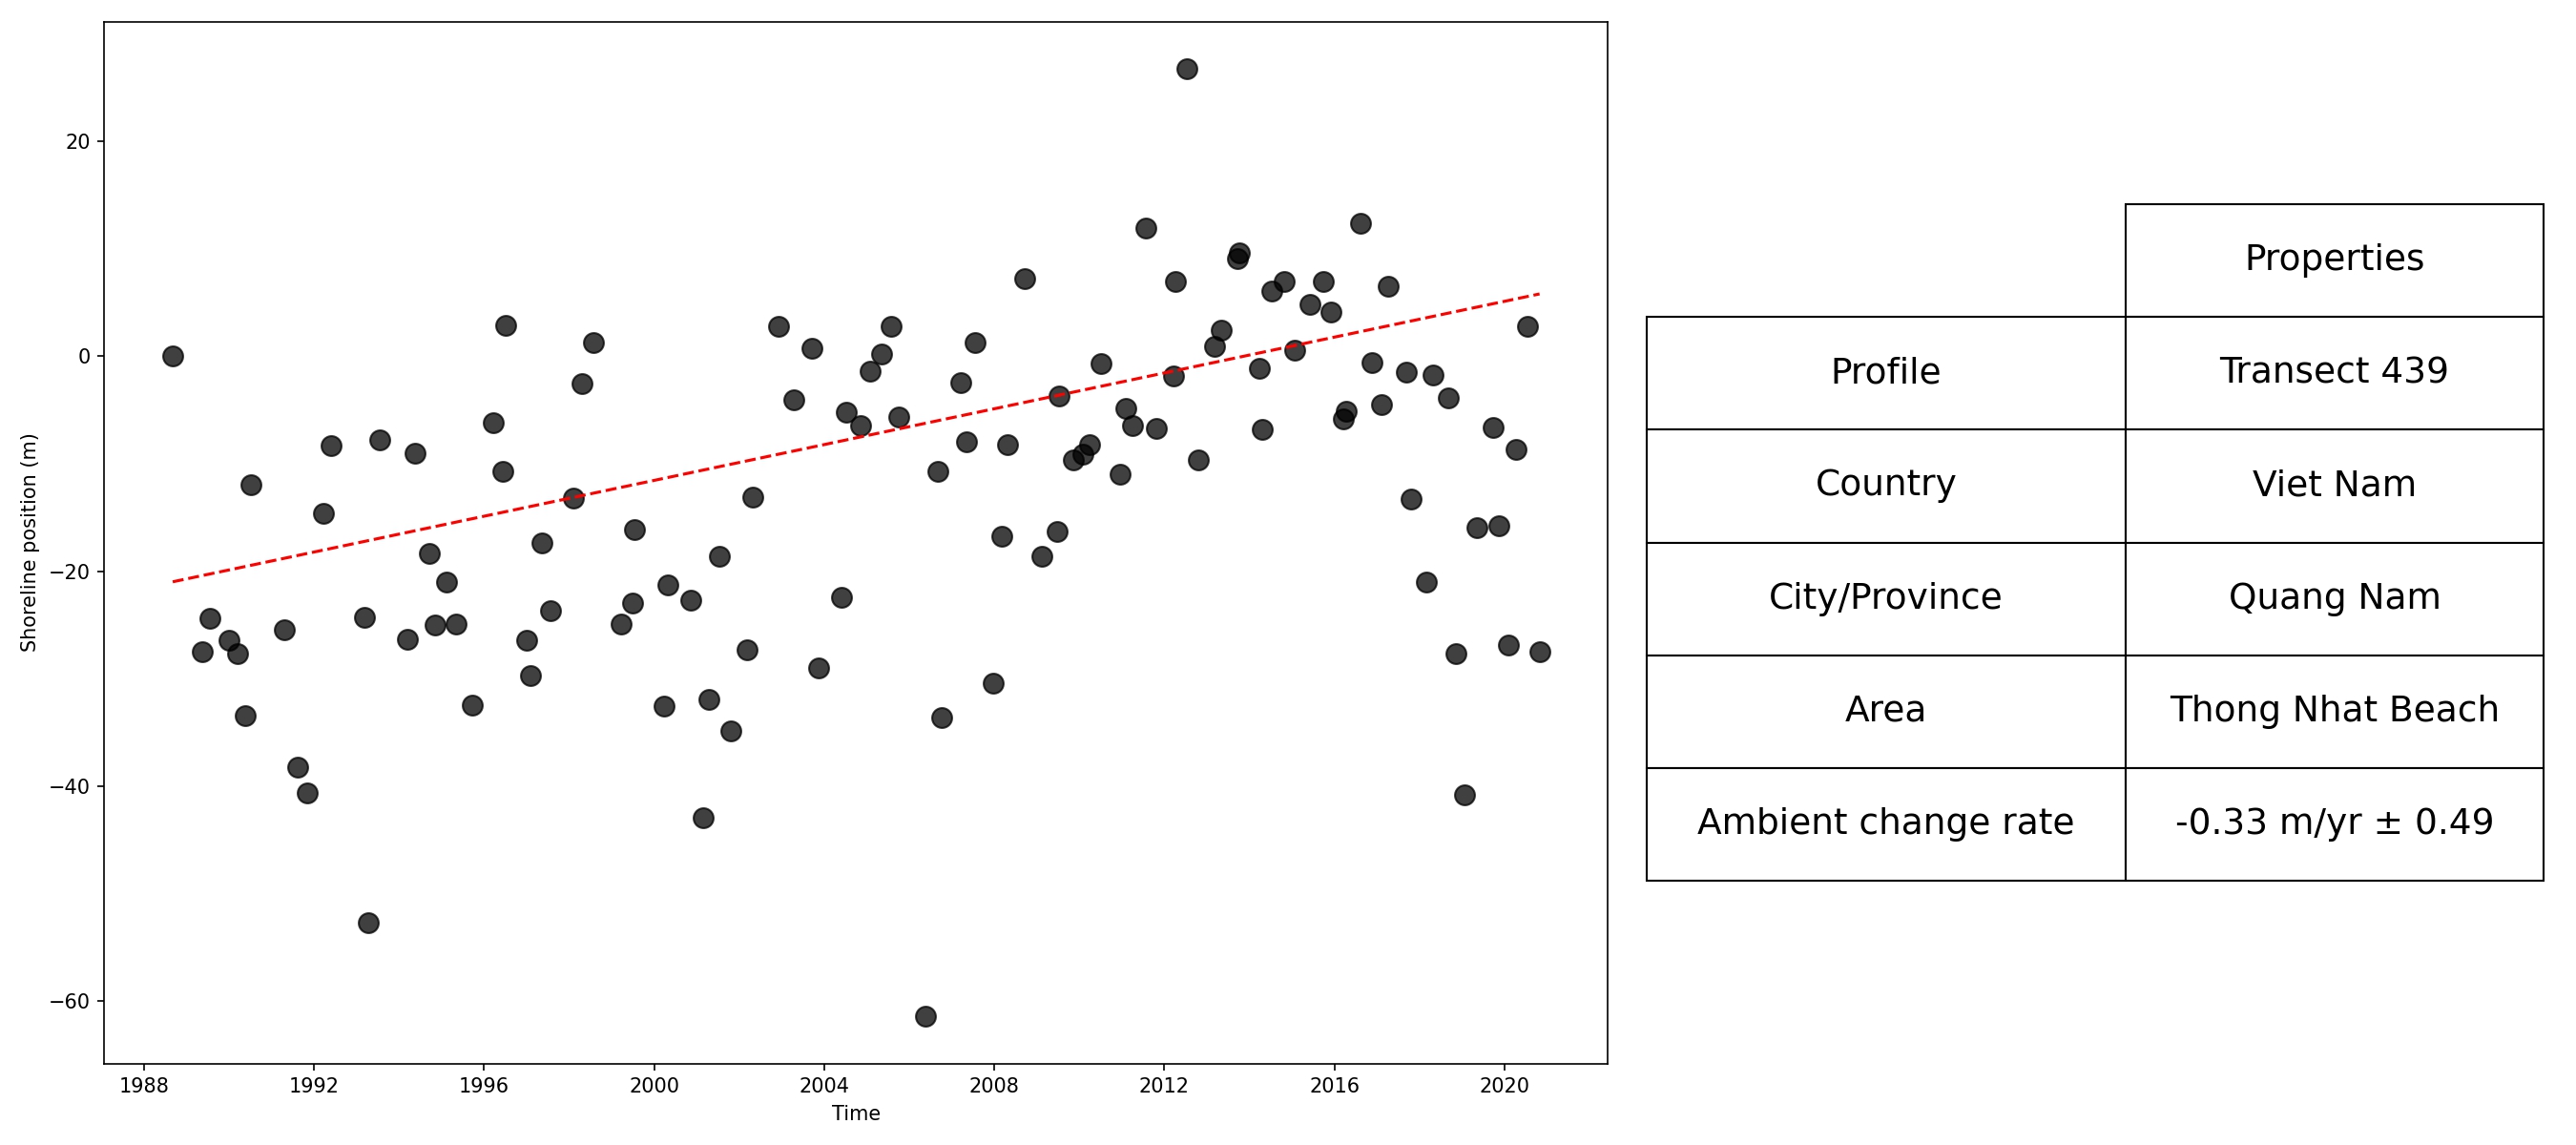 20
0
−20
−40
−60
Shoreline position (m)
1988 1992 1996 2000 2004 2008 2012 2016 2020
Time
Properties
Profile Transect 439
Country Viet Nam
City/Province Quang Nam
Area Thong Nhat Beach
Ambient change rate -0.33 m/yr ± 0.49